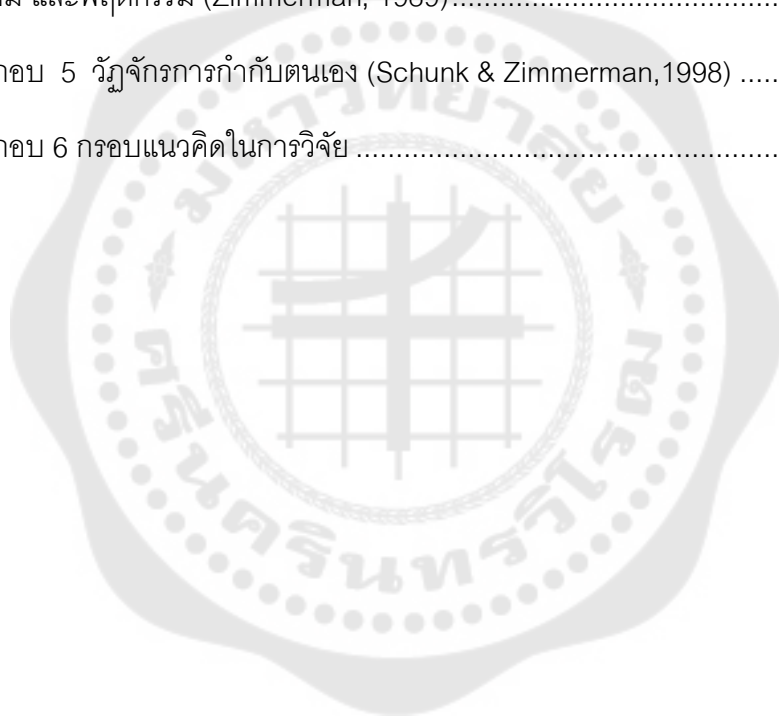 และพฤติกรรม (Zimmerman, 1989)........................................
กอบ 5 วัฏจักรการกำกับตนเอง (Schunk & Zimmerman,1998) .....
กอบ 6 กรอบแนวคิดในการวิจัย .....................................................
มหาวิทยาลัย
ศรีนครินทรวิโรฒ